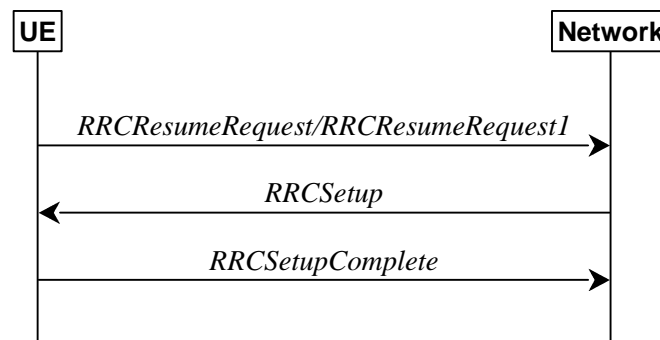 UE
Network
RRCResumeRequest/RRCResumeRequest1
RRCSetup
RRCSetupComplete